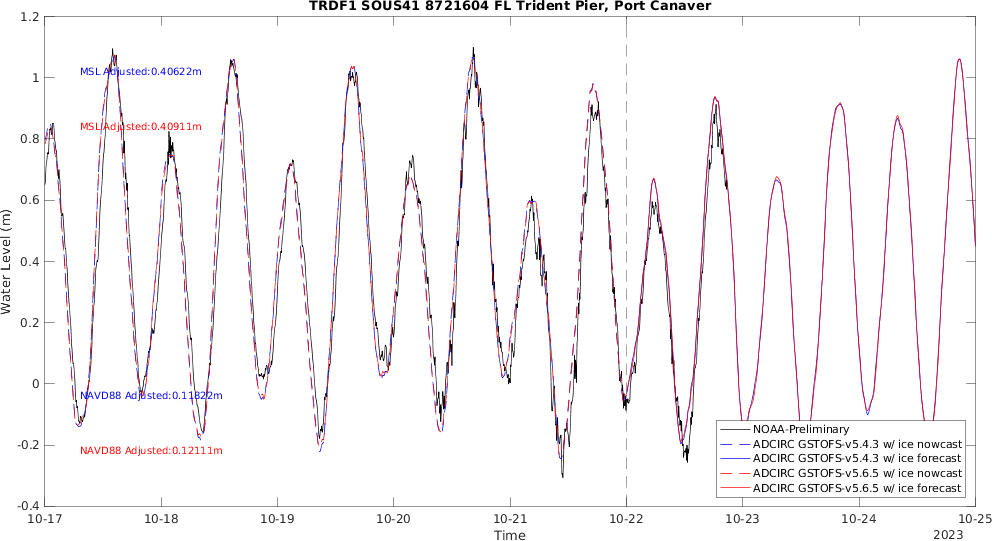 TRDF1 SOUS41 8721604 FL Trident Pier, Port Canaver
1.2
1
0.8
0.6
0.4
0.2
0
-0.2
-0.4
Water Level (m)
MSL Adjusted:0.40622m
MSL Adjusted:0.40911m
NAVD88 Adjusted:0.11822m
NAVD88 Adjusted:0.12111m
NOAA-Preliminary
ADCIRC GSTOFS-v5.4.3 w/ ice nowcast
ADCIRC GSTOFS-v5.4.3 w/ ice forecast
ADCIRC GSTOFS-v5.6.5 w/ ice nowcast
ADCIRC GSTOFS-v5.6.5 w/ ice forecast
10-17 10-18 10-19 10-20 10-21 10-22 10-23 10-24 10-25
Time
2023